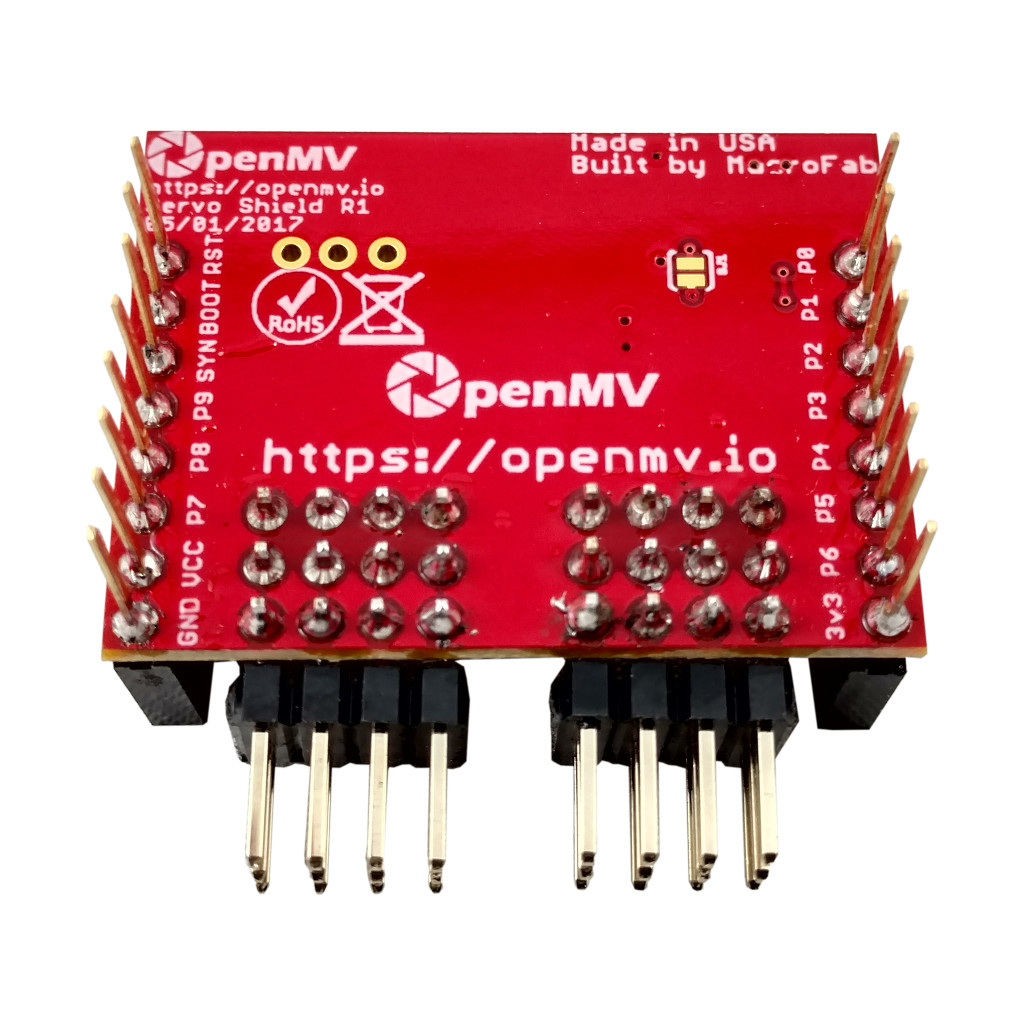 OpenMV
https://openmv.io
Servo Shield R1
05/01/2017
Made in USA
Built by MacroFab
RST
BOOT
SYN
P9
P8
P7
VCC
GND
RoHS
OpenMV
https://openmv.io
P0
P1
P2
P3
P4
P5
P6
3v3